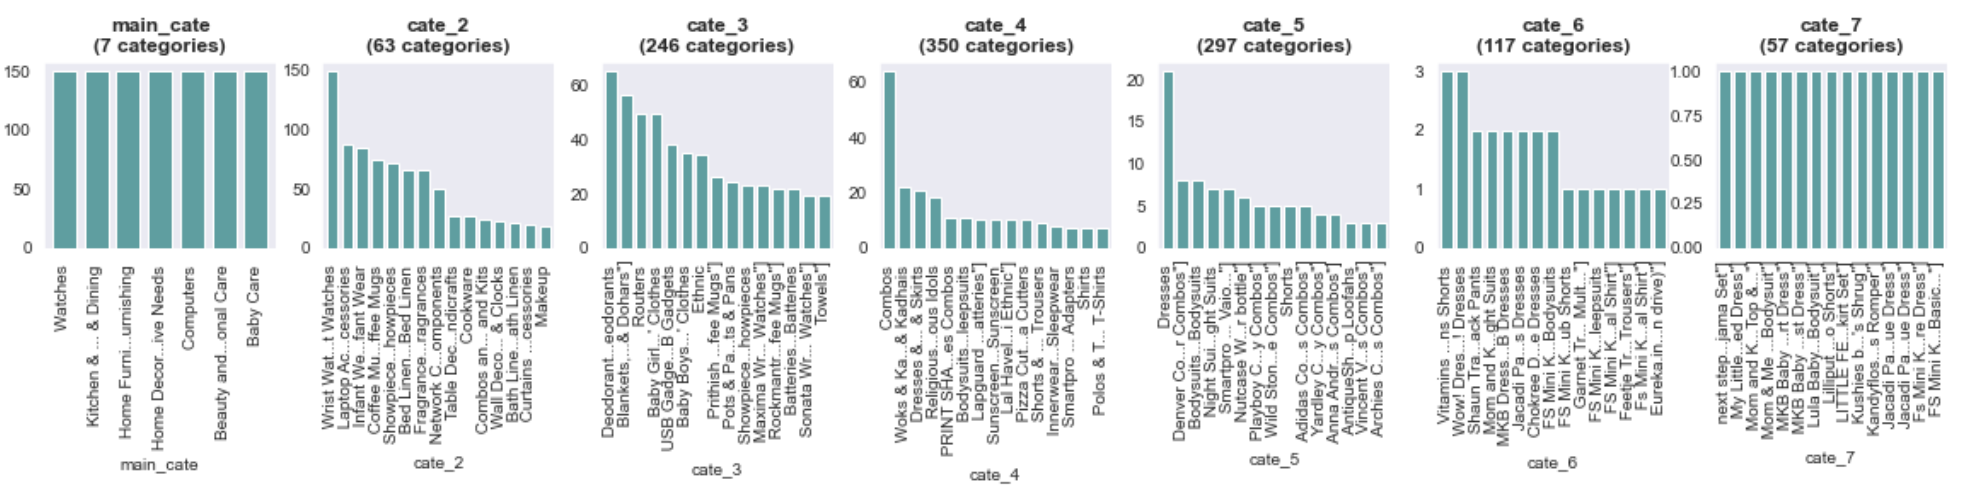 main_cate
(7 categories)
150
100
50
0
Watches
Kitchen & ... & Dining
Home Furni...urnishing
Home Decor...ive Needs
Computers
Beauty and...onal Care
Baby Care
main_cate
cate_2
(63 categories)
150
100
50
0
Wrist Wat...t Watches
Laptop Ac...cessories
Infant We...fant Wear
Coffee Mu...ffee Mugs
Showpiece...howpieces
Bed Linen...Bed Linen
Fragrance...ragrances
Network C...omponents
Table Dec...ndicrafts
Cookware
Combos an... and Kits
Wall Deco... & Clocks
Bath Line...ath Linen
Curtains ...cessories
Makeup
cate_2
cate_3
(246 categories)
60
40
20
0
Deodorant...eodorants
Blankets,...& Dohars"]
Routers
Baby Girl...' Clothes
USB Gadge...B Gadgets
Baby Boys...' Clothes
Ethnic
Prithish ...fee Mugs"]
Pots & Pa...ts & Pans
Showpiece...howpieces
Maxima Wr... Watches"]
Rockmantr...fee Mugs"]
Batteries...Batteries
Sonata Wr... Watches"]
Towels"]
cate_3
cate_4
(350 categories)
60
40
20
0
Combos
Woks & Ka... & Kadhais
Dresses &... & Skirts
Religious...ous Idols
PRINT SHA...es Combos
Bodysuits...leepsuits
Lapguard ...atteries"]
Sunscreen...Sunscreen
Lal Havel...l Ethnic"]
Pizza Cut...a Cutters
Shorts & ... Trousers
Innerwear...Sleepwear
Smartpro ... Adapters
Shirts
Polos & T... T-Shirts
cate_4
cate_5
(297 categories)
20
15
10
5
0
Dresses
Denver Co...r Combos"]
Bodysuits...Bodysuits
Night Sui...ght Suits
Smartpro ... Vaio..."]
Nutcase W...r bottle"]
Playboy C...y Combos"]
Wild Ston...e Combos"]
Shorts
Adidas Co...s Combos"]
Yardley C...y Combos"]
Anna Andr...s Combos"]
AntiqueSh...p Loofahs
Vincent V...s Combos"]
Archies C...s Combos"]
cate_5
cate_6
(117 categories)
3
2
1
0
Vitamins ...ns Shorts
Wow! Dres...! Dresses
Shaun Tra...ack Pants
Mom and K...ght Suits
MKB Dress...B Dresses
Jacadi Pa...s Dresses
Chokree D...e Dresses
FS Mini K...Bodysuits
FS Mini K...ub Shorts
Garnet Tr... Mult..."]
FS Mini K...leepsuits
FS Mini K...al Shirt"]
Feetje Tr...Trousers"]
Fs Mini K...al Shirt"]
Eureka.in...n drive)"]
cate_6
cate_7
(57 categories)
1.00
0.75
0.50
0.25
0.00
next step...jama Set"]
My Little...ed Dress"]
Mom and ...Top &..."]
Mom & Me ...Bodysuit"]
MKB Baby ...rt Dress"]
MKB Baby ...st Dress"]
Lula Baby...Bodysuit"]
Lilliput ...o Shorts"]
LITTLE FE...kirt Set"]
Kushies b...'s Shrug"]
Kandyflos...s Romper"]
Jacadi Pa...ue Dress"]
Jacadi Pa...ue Dress"]
Fs Mini K...re Dress"]
FS Mini K...Basic..."]
cate_7